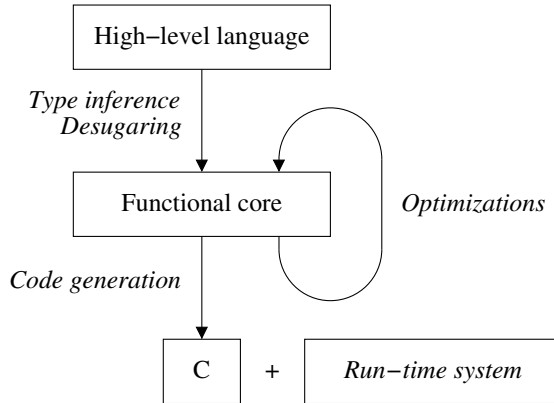 High−level language
Type inference
Desugaring
Functional core
Optimizations
Code generation
C + Run−time system